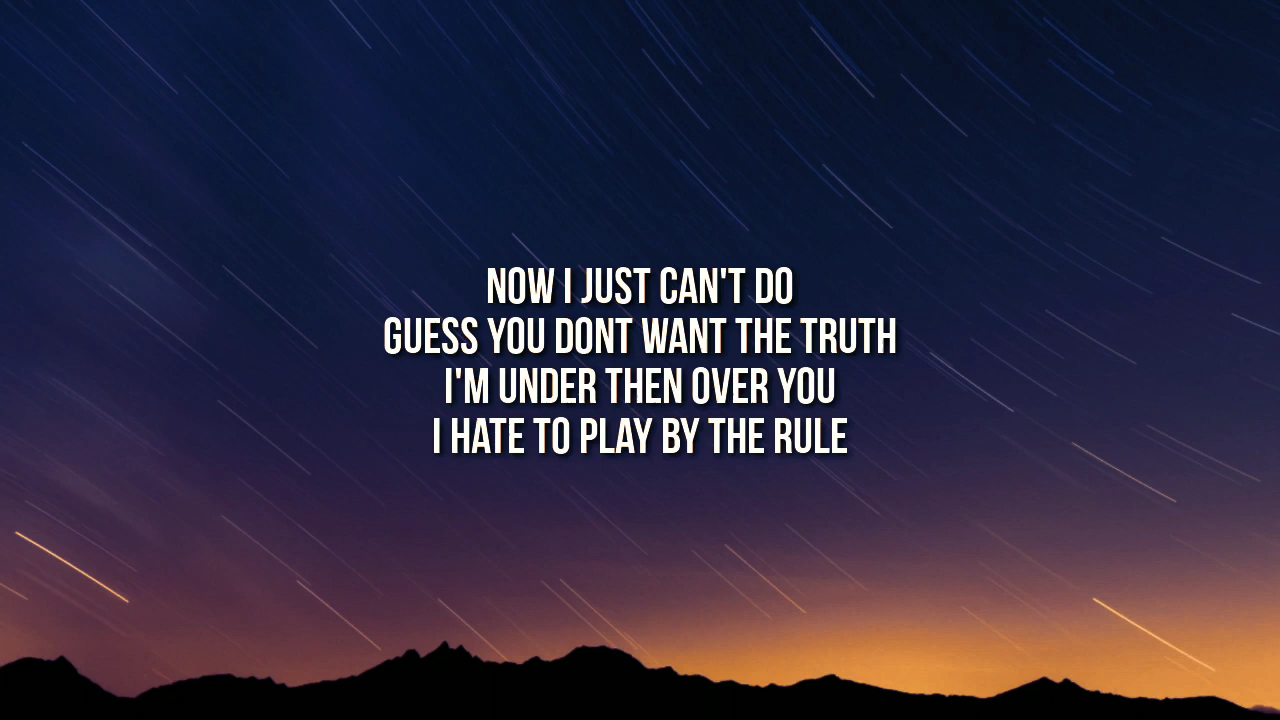 NOW I JUST CAN'T DO
GUESS YOU DONT WANT THE TRUTH
I'M UNDER THEN OVER YOU
I HATE TO PLAY BY THE RULE